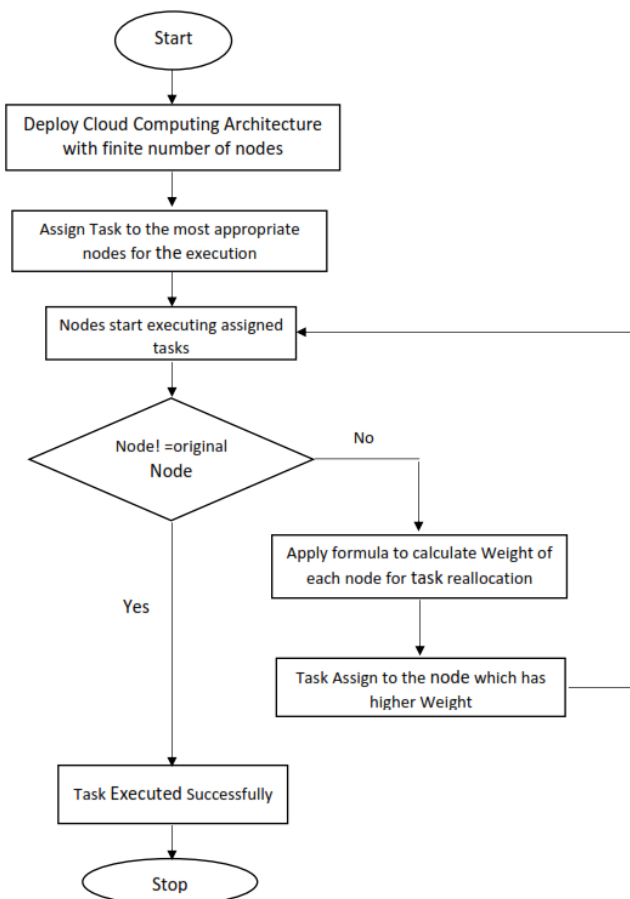 Start
Deploy Cloud Computing Architecture
with finite number of nodes
Assign Task to the most appropriate
nodes for the execution
Nodes start executing assigned
tasks
Node! =original
Node
No
Apply formula to calculate Weight of
each node for task reallocation
Yes
Task Assign to the node which has
higher Weight
Task Executed Successfully
Stop